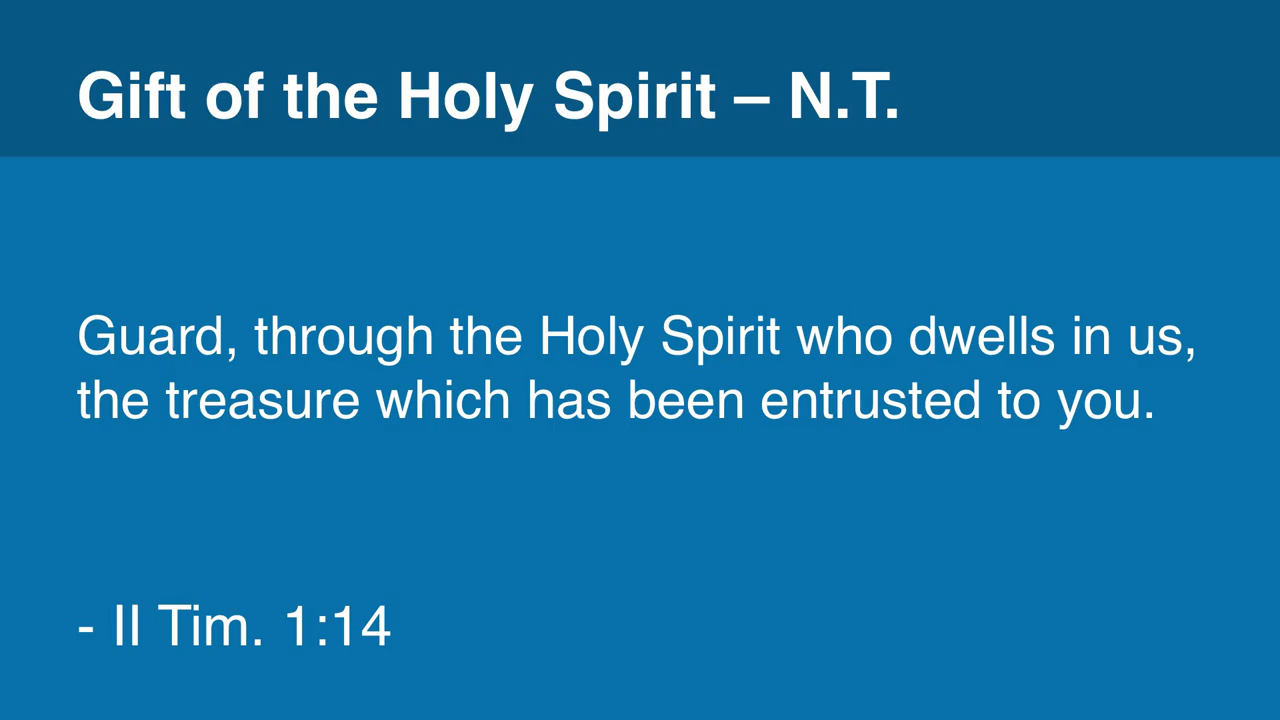 Gift of the Holy Spirit – N.T.
Guard, through the Holy Spirit who dwells in us,
the treasure which has been entrusted to you.
- II Tim. 1:14